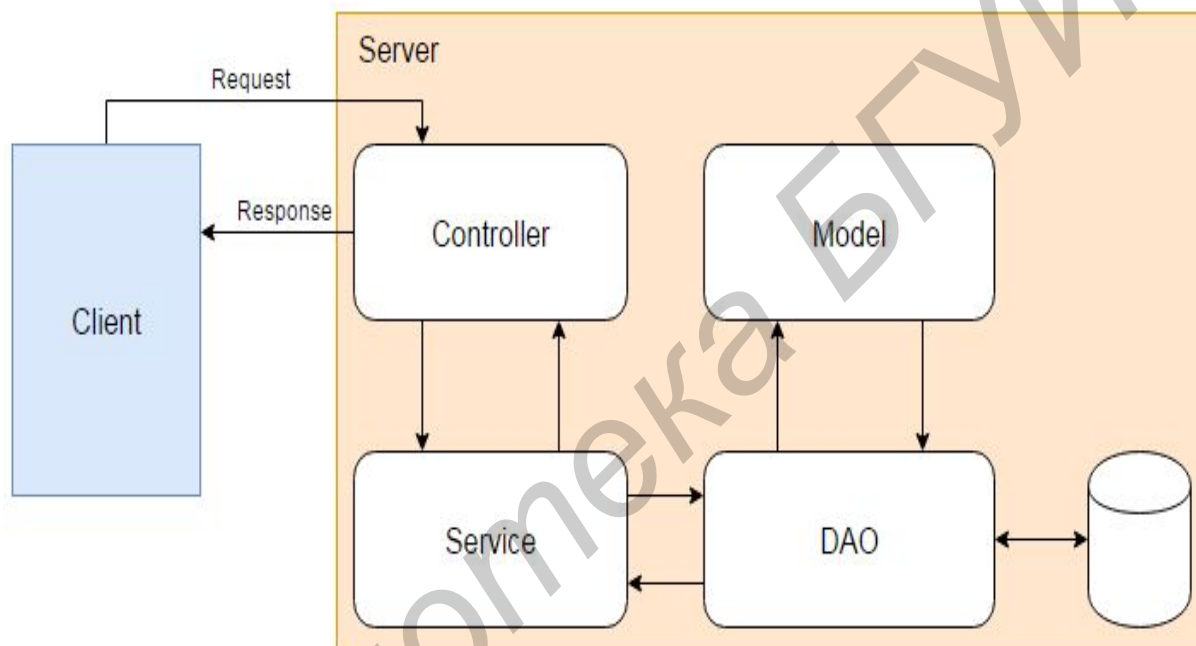 Server
Request
Response
Controller
Model
Client
Service
DAO